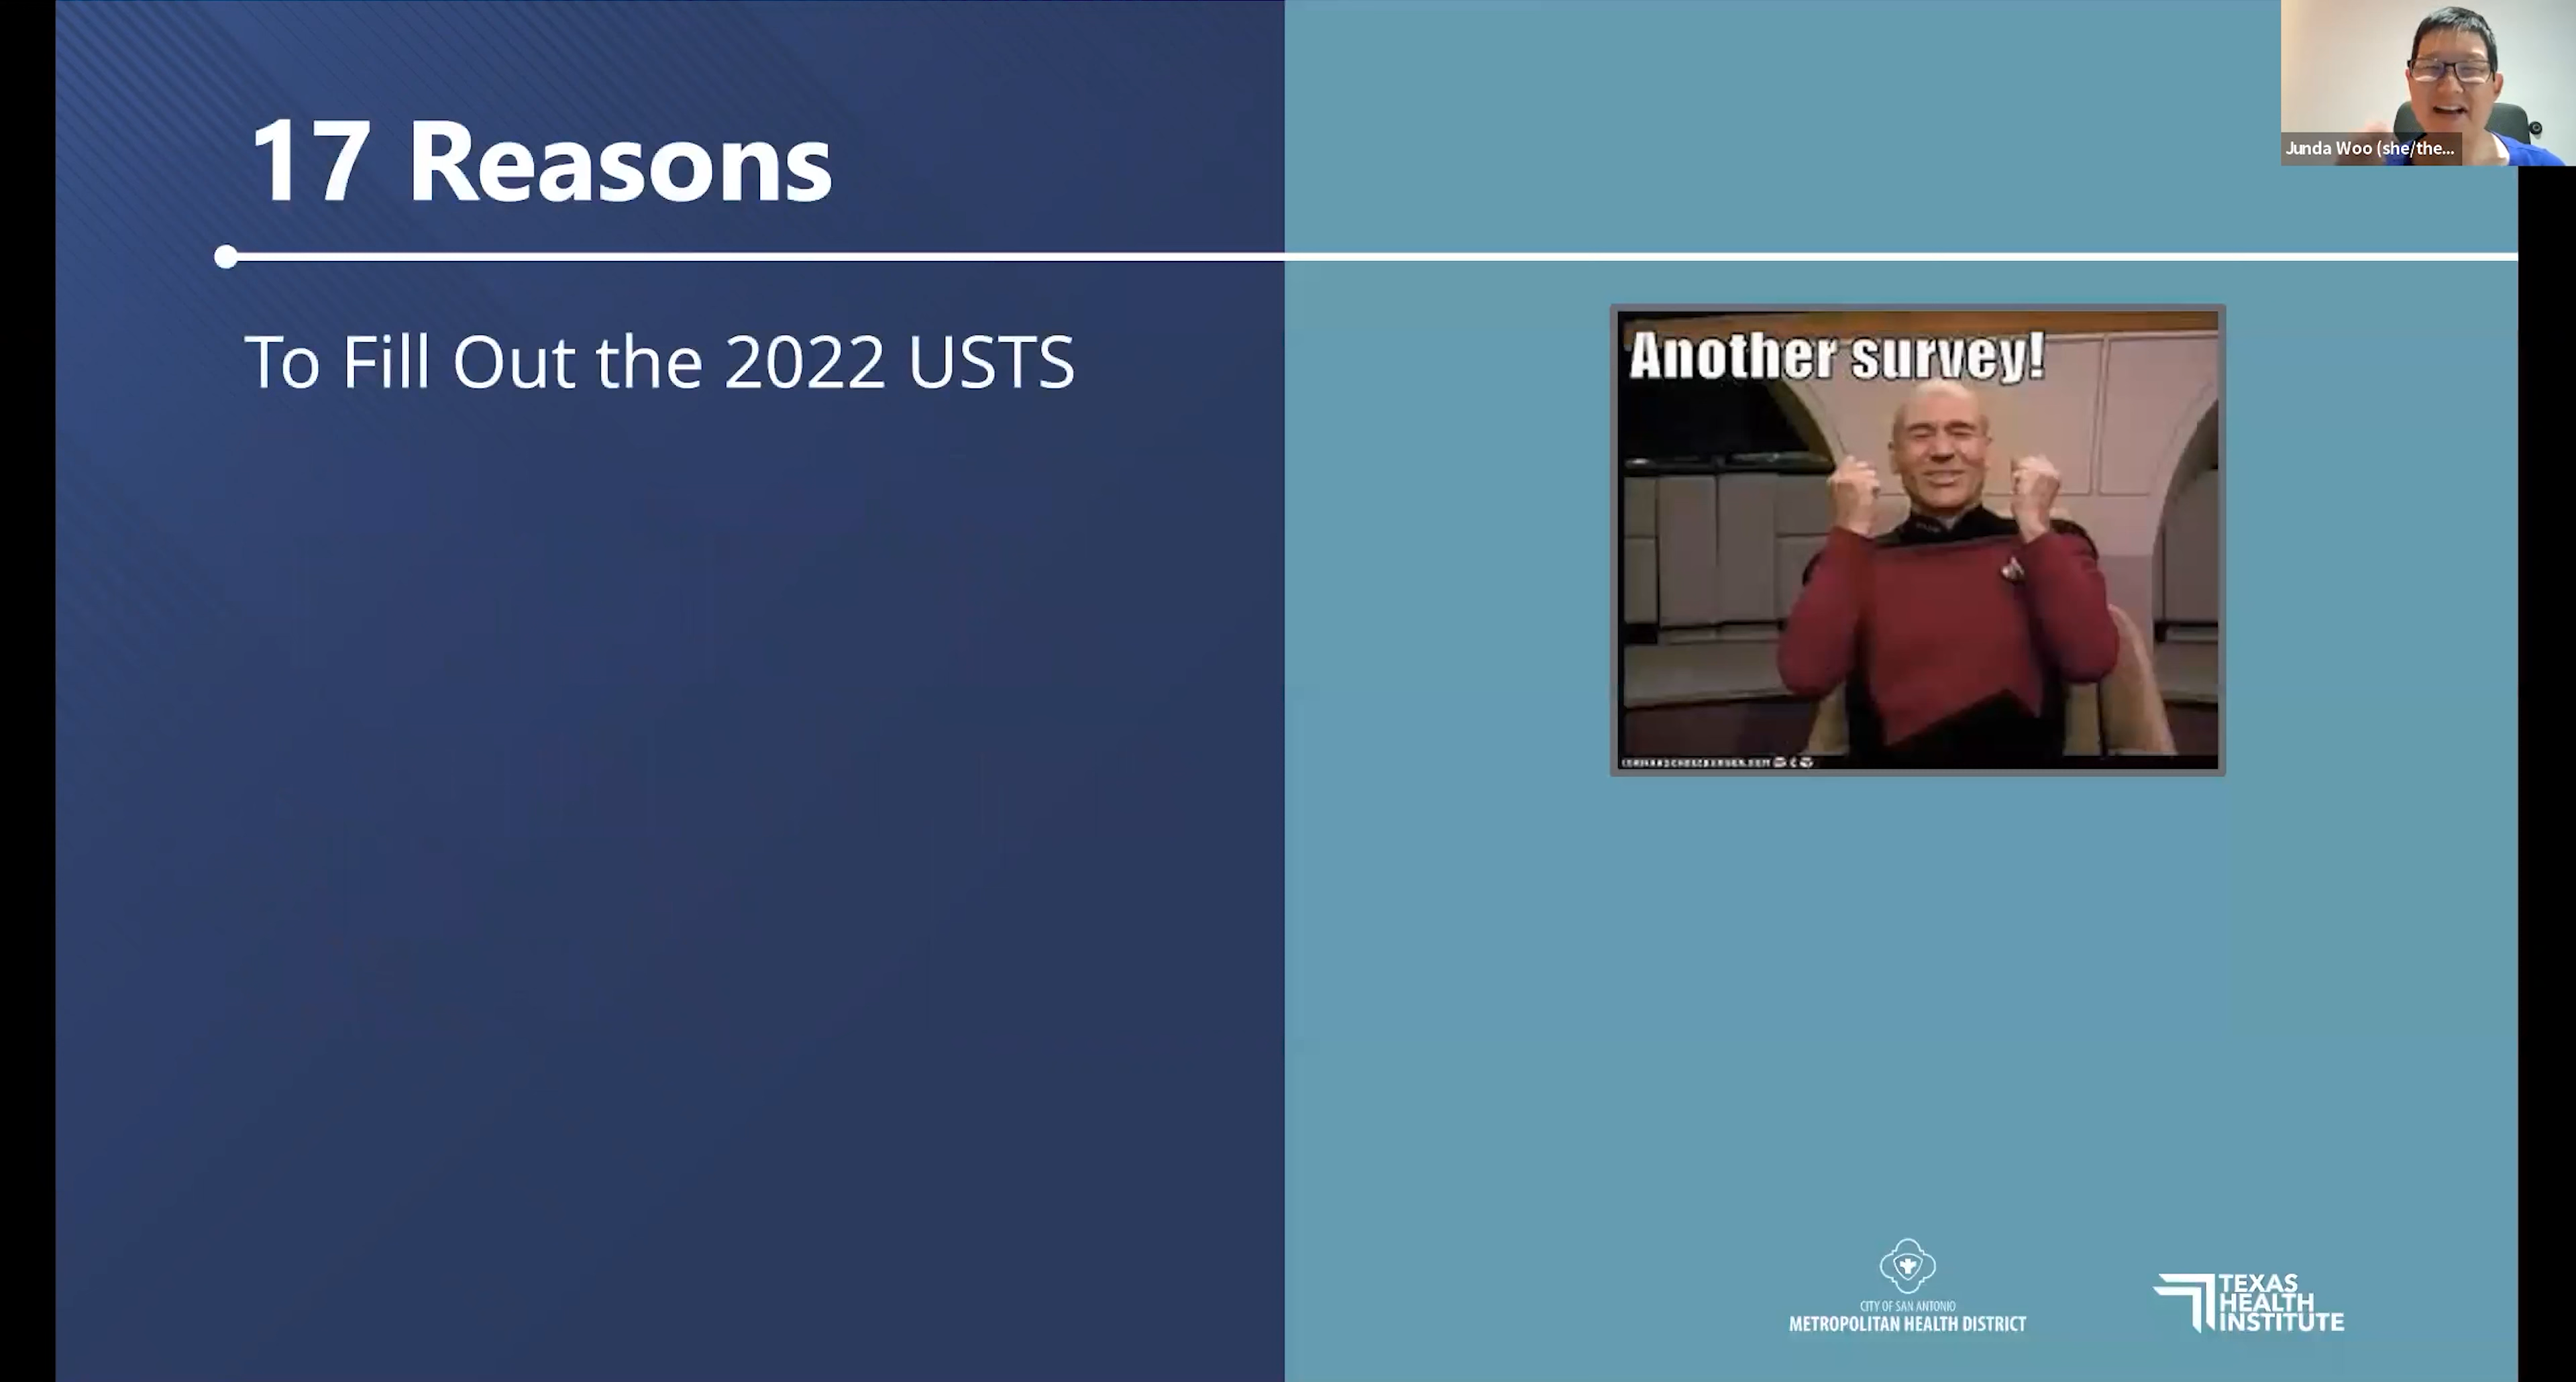 17 Reasons
Junda Woo (she/the...
To Fill Out the 2022 USTS
Another survey!
CITY OF SAN ANTONIO
METROPOLITAN HEALTH DISTRICT
TEXAS
HEALTH
INSTITUTE